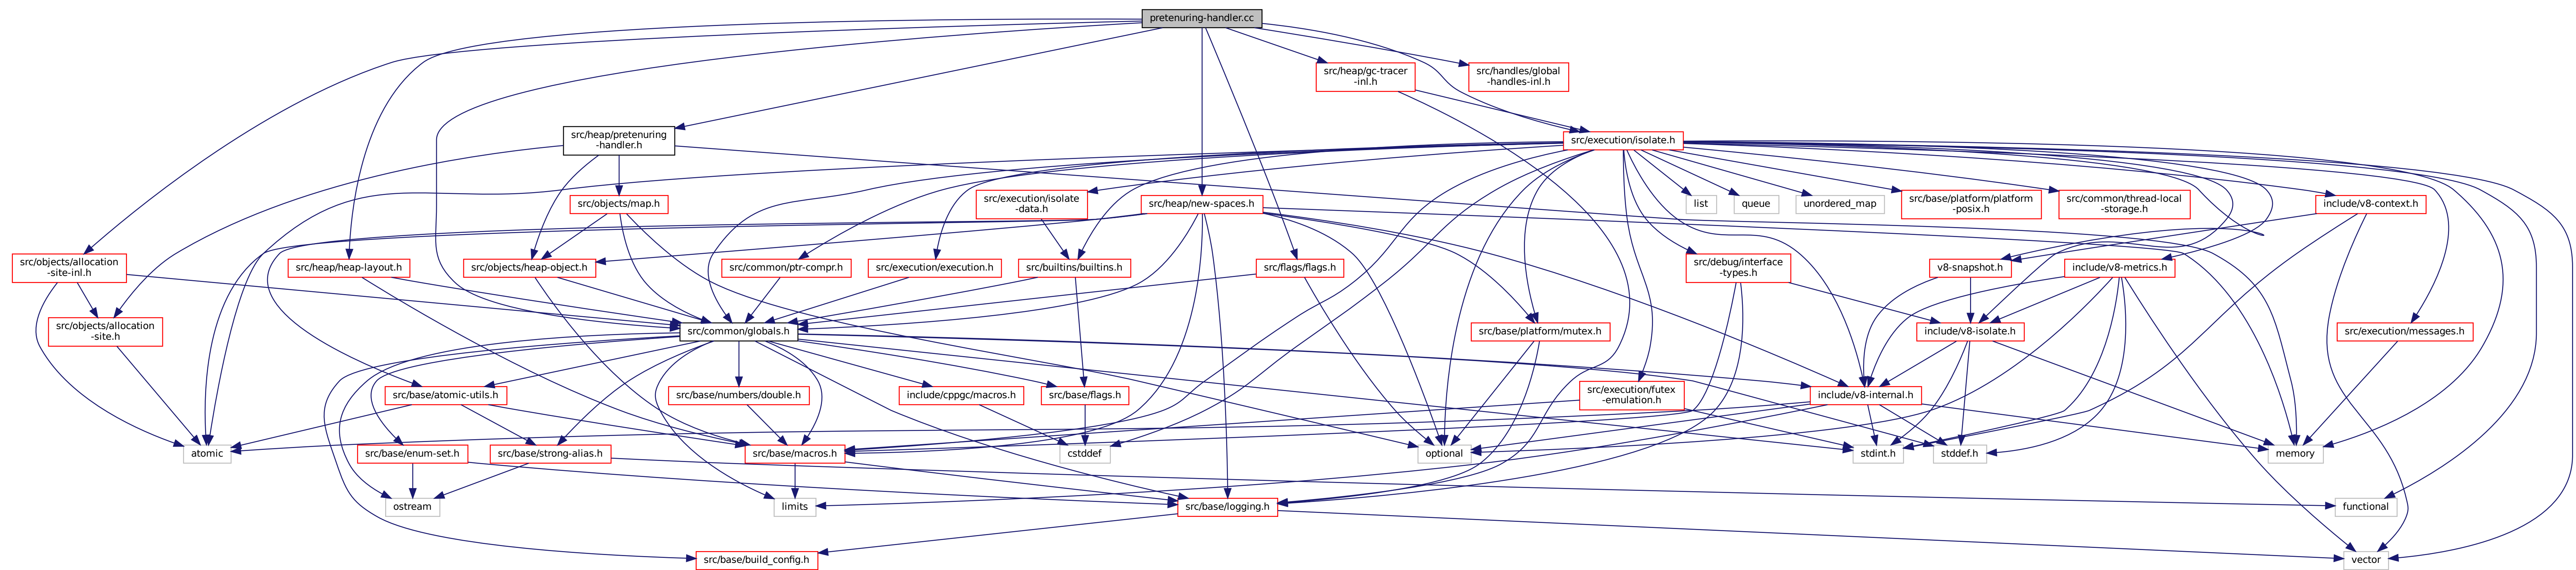 pretenuring-handler.cc
src/heap/gc-tracer
-inl.h
src/handles/global
-handles-inl.h
src/heap/pretenuring
-handler.h
src/execution/isolate.h
src/objects/map.h
src/execution/isolate
-data.h
src/heap/new-spaces.h
list
queue
unordered_map
src/base/platform/platform
-posix.h
src/common/thread-local
-storage.h
include/v8-context.h
src/objects/allocation
-site-inl.h
src/heap/heap-layout.h
src/objects/heap-object.h
src/common/ptr-compr.h
src/execution/execution.h
src/builtins/builtins.h
src/flags/flags.h
src/debug/interface
-types.h
v8-snapshot.h
include/v8-metrics.h
src/objects/allocation
-site.h
src/common/globals.h
src/base/platform/mutex.h
include/v8-isolate.h
src/execution/messages.h
src/base/atomic-utils.h
src/base/numbers/double.h
include/cppgc/macros.h
src/base/flags.h
src/execution/futex
-emulation.h
include/v8-internal.h
atomic
src/base/enum-set.h
src/base/strong-alias.h
src/base/macros.h
cstddef
optional
stdint.h
stddef.h
memory
ostream
limits
src/base/logging.h
functional
src/base/build_config.h
vector